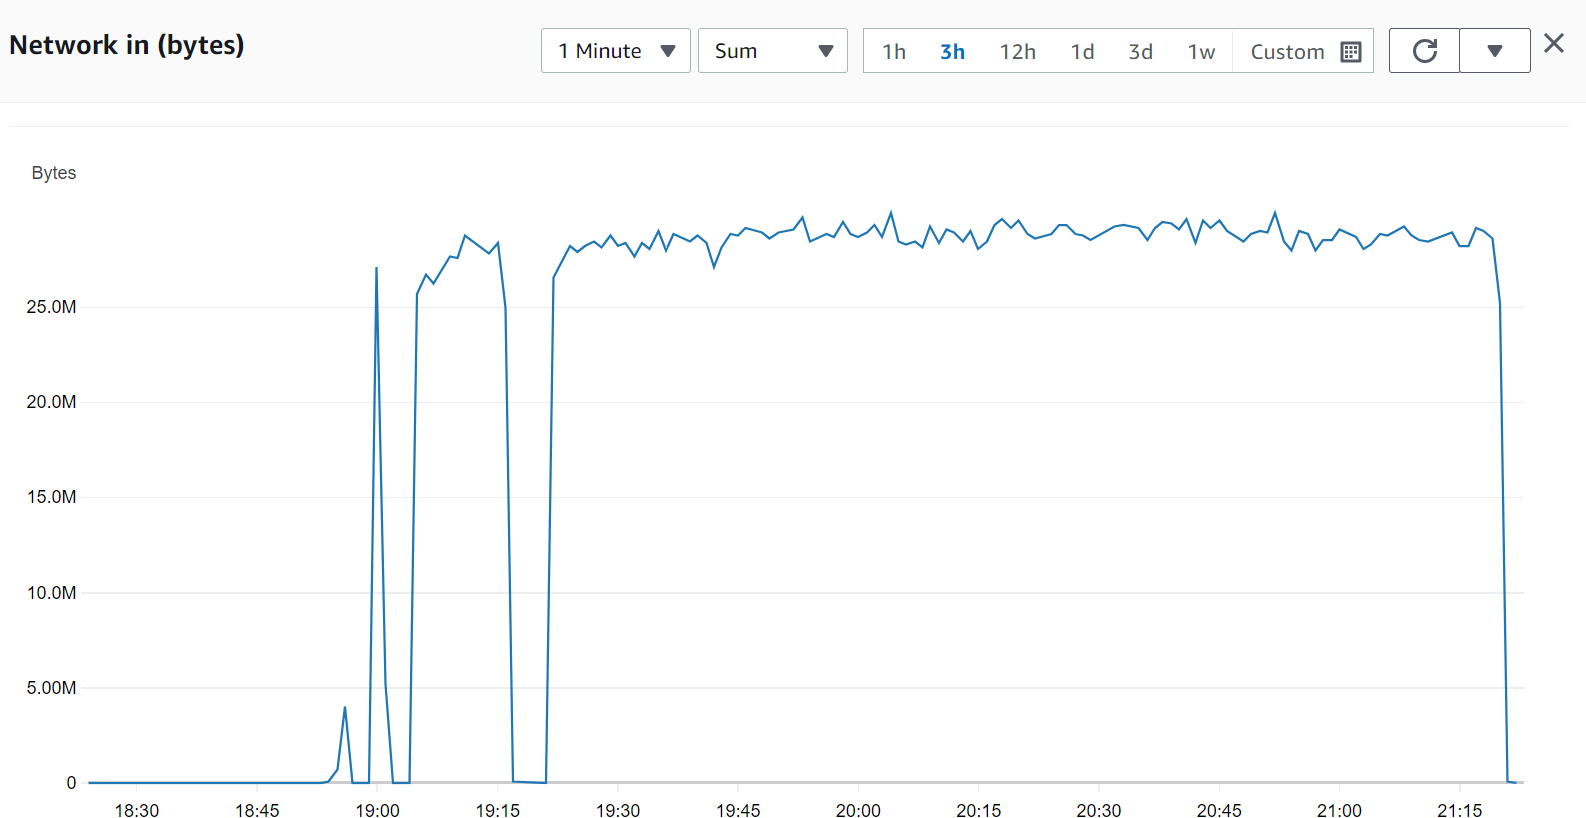 Network in (bytes)
1 Minute
Sum
1h 3h 12h 1d 3d 1w Custom
Bytes
25.0M
20.0M
15.0M
10.0M
5.00M
0
18:30 18:45 19:00 19:15 19:30 19:45 20:00 20:15 20:30 20:45 21:00 21:15